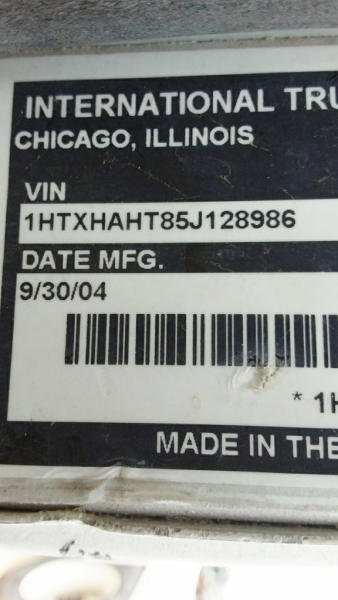 INTERNATIONAL TRU
CHICAGO, ILLINOIS
VIN
1HTXHAHT85J128986
DATE MFG.
9/30/04
* 1H
MADE IN THE